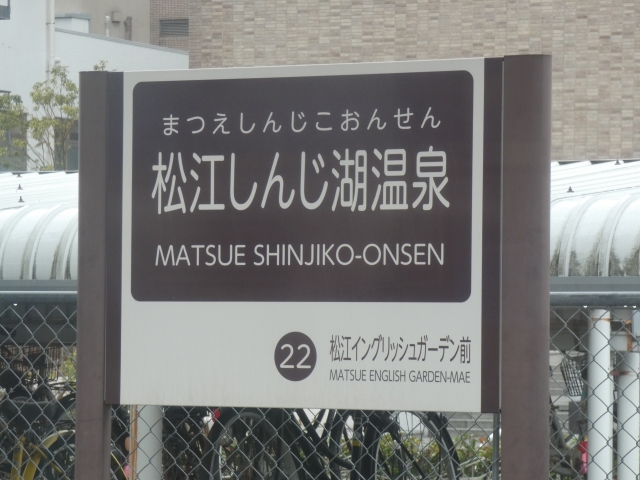 まつえしんじこおんせん
松江しんじ湖温泉
MATSUE SHINJIKO-ONSEN
22
松江イングリッシュガーデン前
MATSUE ENGLISH GARDEN-MAE